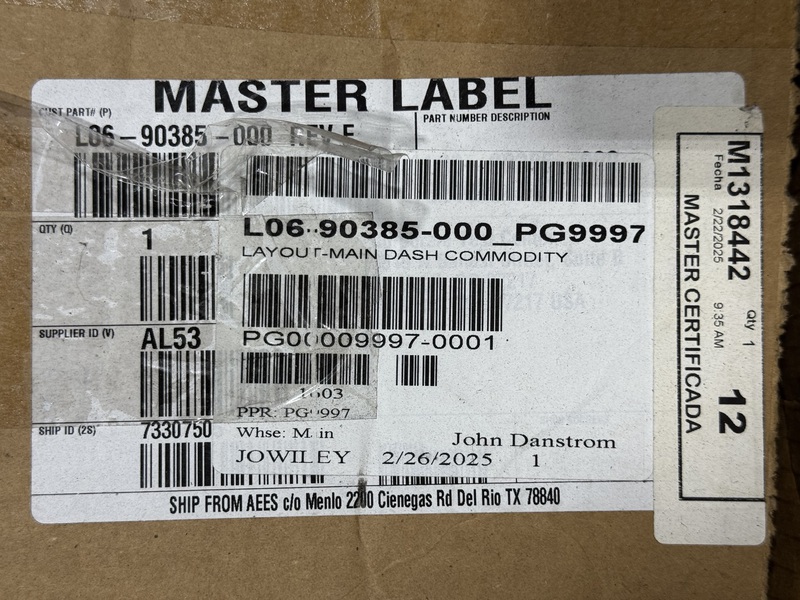 MASTER LABEL
CUST PART# (P)
PART NUMBER DESCRIPTION
L06-90385-000 REV E
L06-90385-000_PG9997
LAYOUT-MAIN DASH COMMODITY
QTY (Q)
1
PG00009997-0001
SUPPLIER ID (V)
AL53
PPR: PG9997
SHIP ID (2S)
7330750
Whse: Main
John Danstrom
JOWILEY 2/26/2025 1
SHIP FROM AEES c/o Menlo 2200 Cienegas Rd Del Rio TX 78840
M1318442 Qty 1
Fecha 2/22/2025 9:35 AM 12
MASTER CERTIFICADA